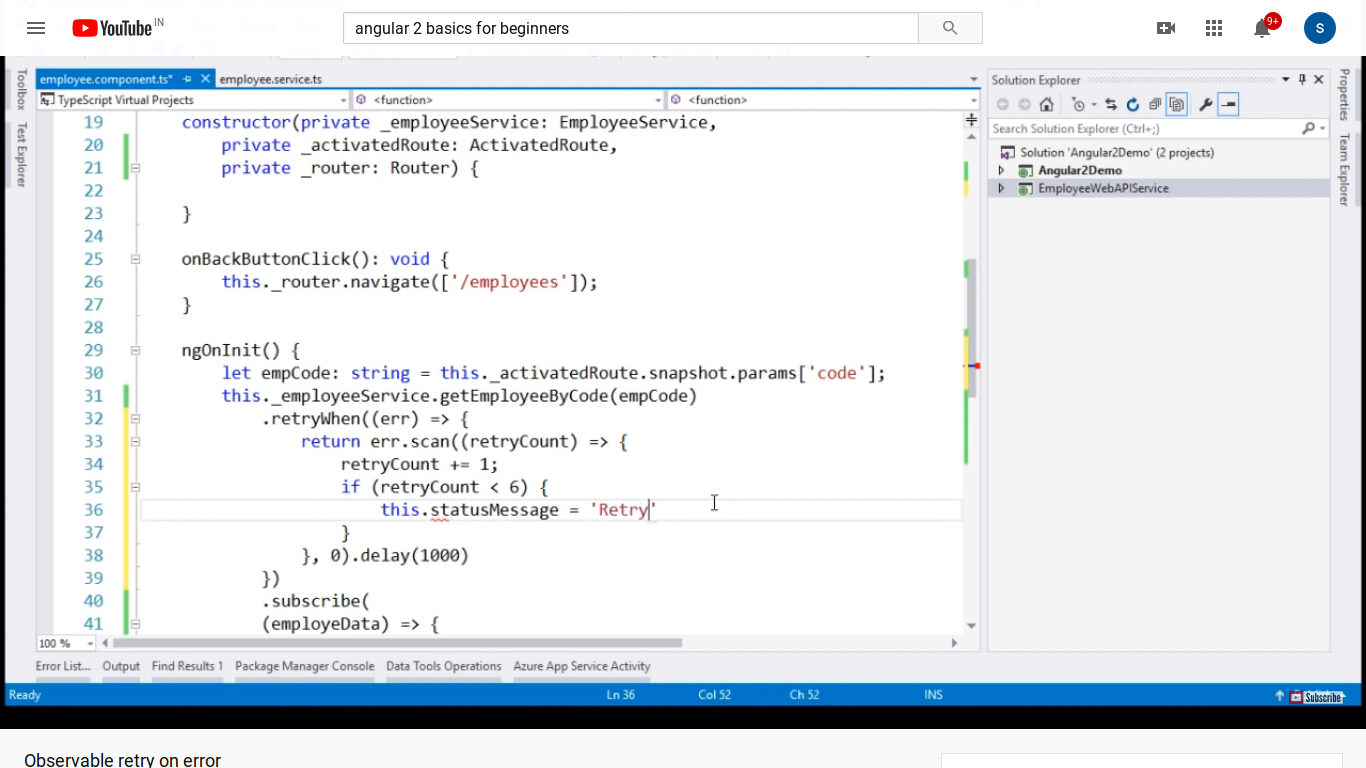 YouTube IN
angular 2 basics for beginners
9+
S
employee.component.ts*
employee.service.ts
TypeScript Virtual Projects
<function>
<function>
Toolbox
Test Explorer
19 constructor(private _employeeService: EmployeeService,
20 private _activatedRoute: ActivatedRoute,
21 private _router: Router) {
22
23 }
24
25 onBackButtonClick(): void {
26 this._router.navigate(['/employees']);
27 }
28
29 ngOnInit() {
30 let empCode: string = this._activatedRoute.snapshot.params['code'];
31 this._employeeService.getEmployeeByCode(empCode)
32 .retryWhen((err) => {
33 return err.scan((retryCount) => {
34 retryCount += 1;
35 if (retryCount < 6) {
36 this.statusMessage = 'Retry'
37 }
38 }, 0).delay(1000)
39 })
40 .subscribe(
41 (employeData) => {
100 %
Solution Explorer
Search Solution Explorer (Ctrl+;)
Solution 'Angular2Demo' (2 projects)
Angular2Demo
EmployeeWebAPIService
Properties
Team Explorer
Error List... Output Find Results 1 Package Manager Console Data Tools Operations Azure App Service Activity
Ready Ln 36 Col 52 Ch 52 INS
Subscribe
Observable retry on error